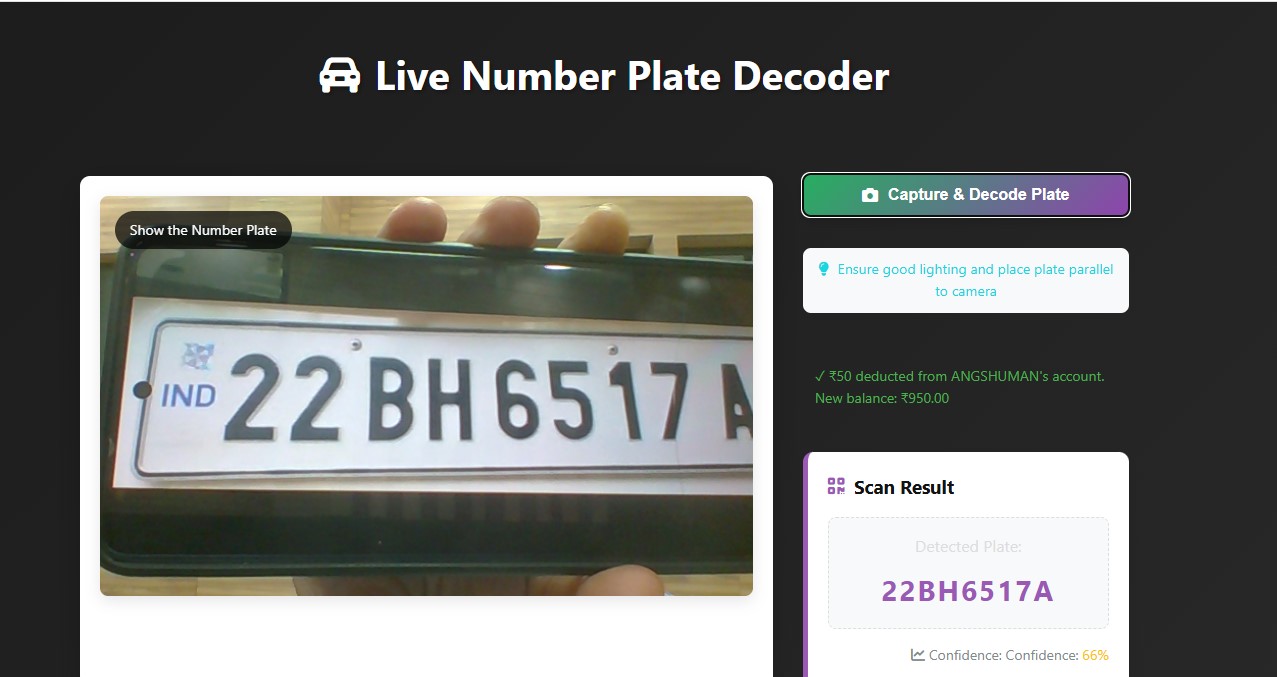 Live Number Plate Decoder
Show the Number Plate
IND
22 BH 6517 A
Capture & Decode Plate
Ensure good lighting and place plate parallel
to camera
✓ ₹50 deducted from ANGSHUMAN's account.
New balance: ₹950.00
Scan Result
Detected Plate:
22BH6517A
Confidence: Confidence: 66%